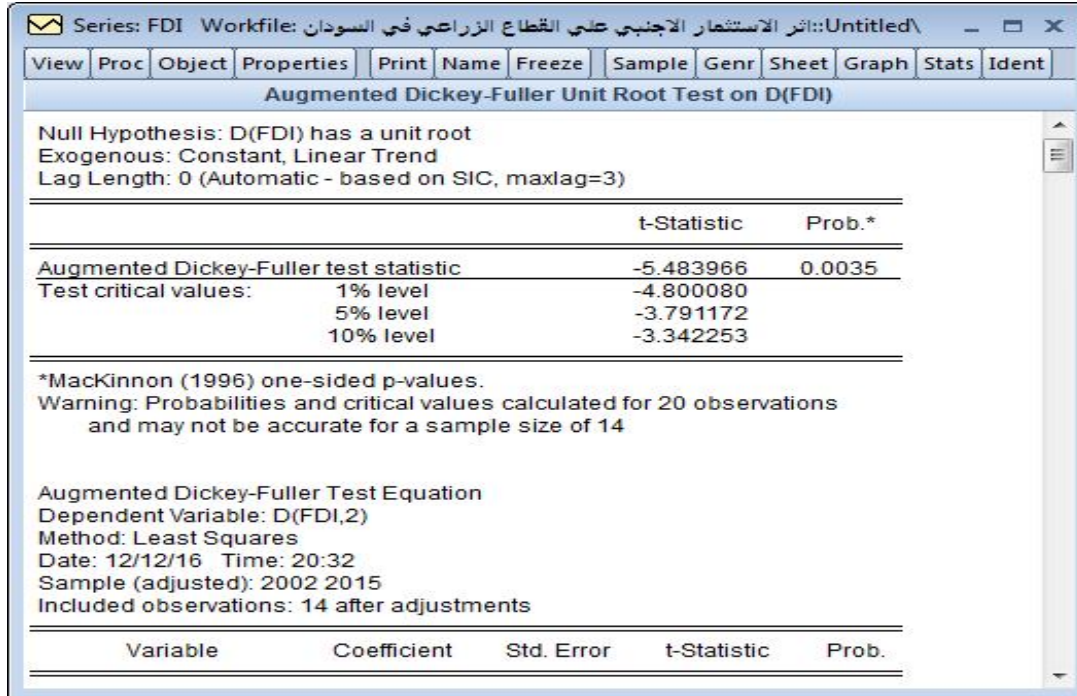 Series: FDI Workfile: اثر الاستثمار الاجنبي علي القطاع الزراعي في السودان::Untitled\
View Proc Object Properties Print Name Freeze Sample Genr Sheet Graph Stats Ident
Augmented Dickey-Fuller Unit Root Test on D(FDI)
Null Hypothesis: D(FDI) has a unit root
Exogenous: Constant, Linear Trend
Lag Length: 0 (Automatic - based on SIC, maxlag=3)
t-Statistic Prob.*
Augmented Dickey-Fuller test statistic -5.483966 0.0035
Test critical values: 1% level -4.800080
5% level -3.791172
10% level -3.342253
*MacKinnon (1996) one-sided p-values.
Warning: Probabilities and critical values calculated for 20 observations
and may not be accurate for a sample size of 14
Augmented Dickey-Fuller Test Equation
Dependent Variable: D(FDI,2)
Method: Least Squares
Date: 12/12/16 Time: 20:32
Sample (adjusted): 2002 2015
Included observations: 14 after adjustments
Variable Coefficient Std. Error t-Statistic Prob.